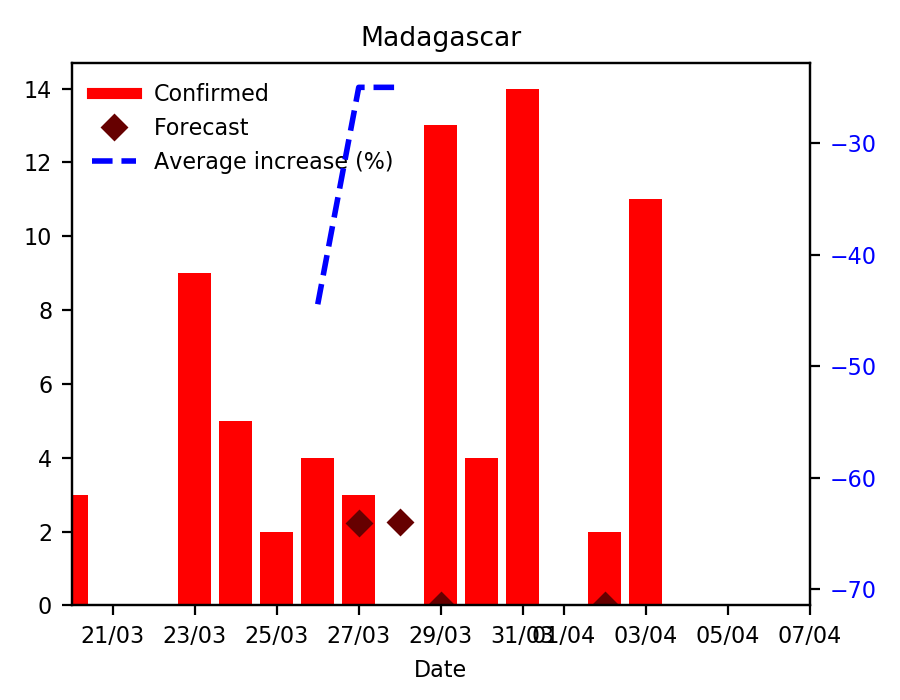 Madagascar
Confirmed
Forecast
Average increase (%)
14
12
10
8
6
4
2
0
−30
−40
−50
−60
−70
21/03 23/03 25/03 27/03 29/03 31/03 01/04 03/04 05/04 07/04
Date